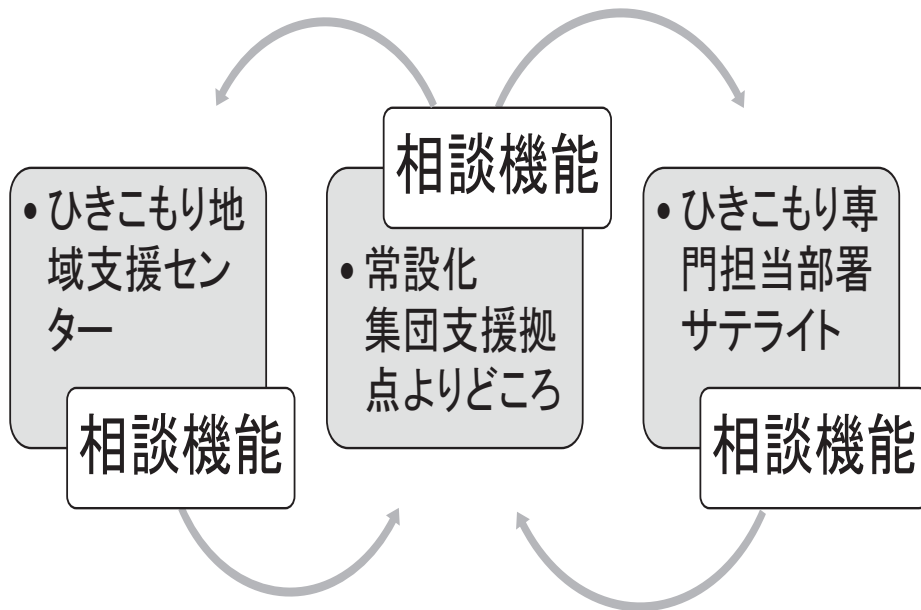 • ひきこもり地
域支援セン
ター
相談機能
相談機能
• 常設化
集団支援拠
点よりどころ
• ひきこもり専
門担当部署
サテライト
相談機能